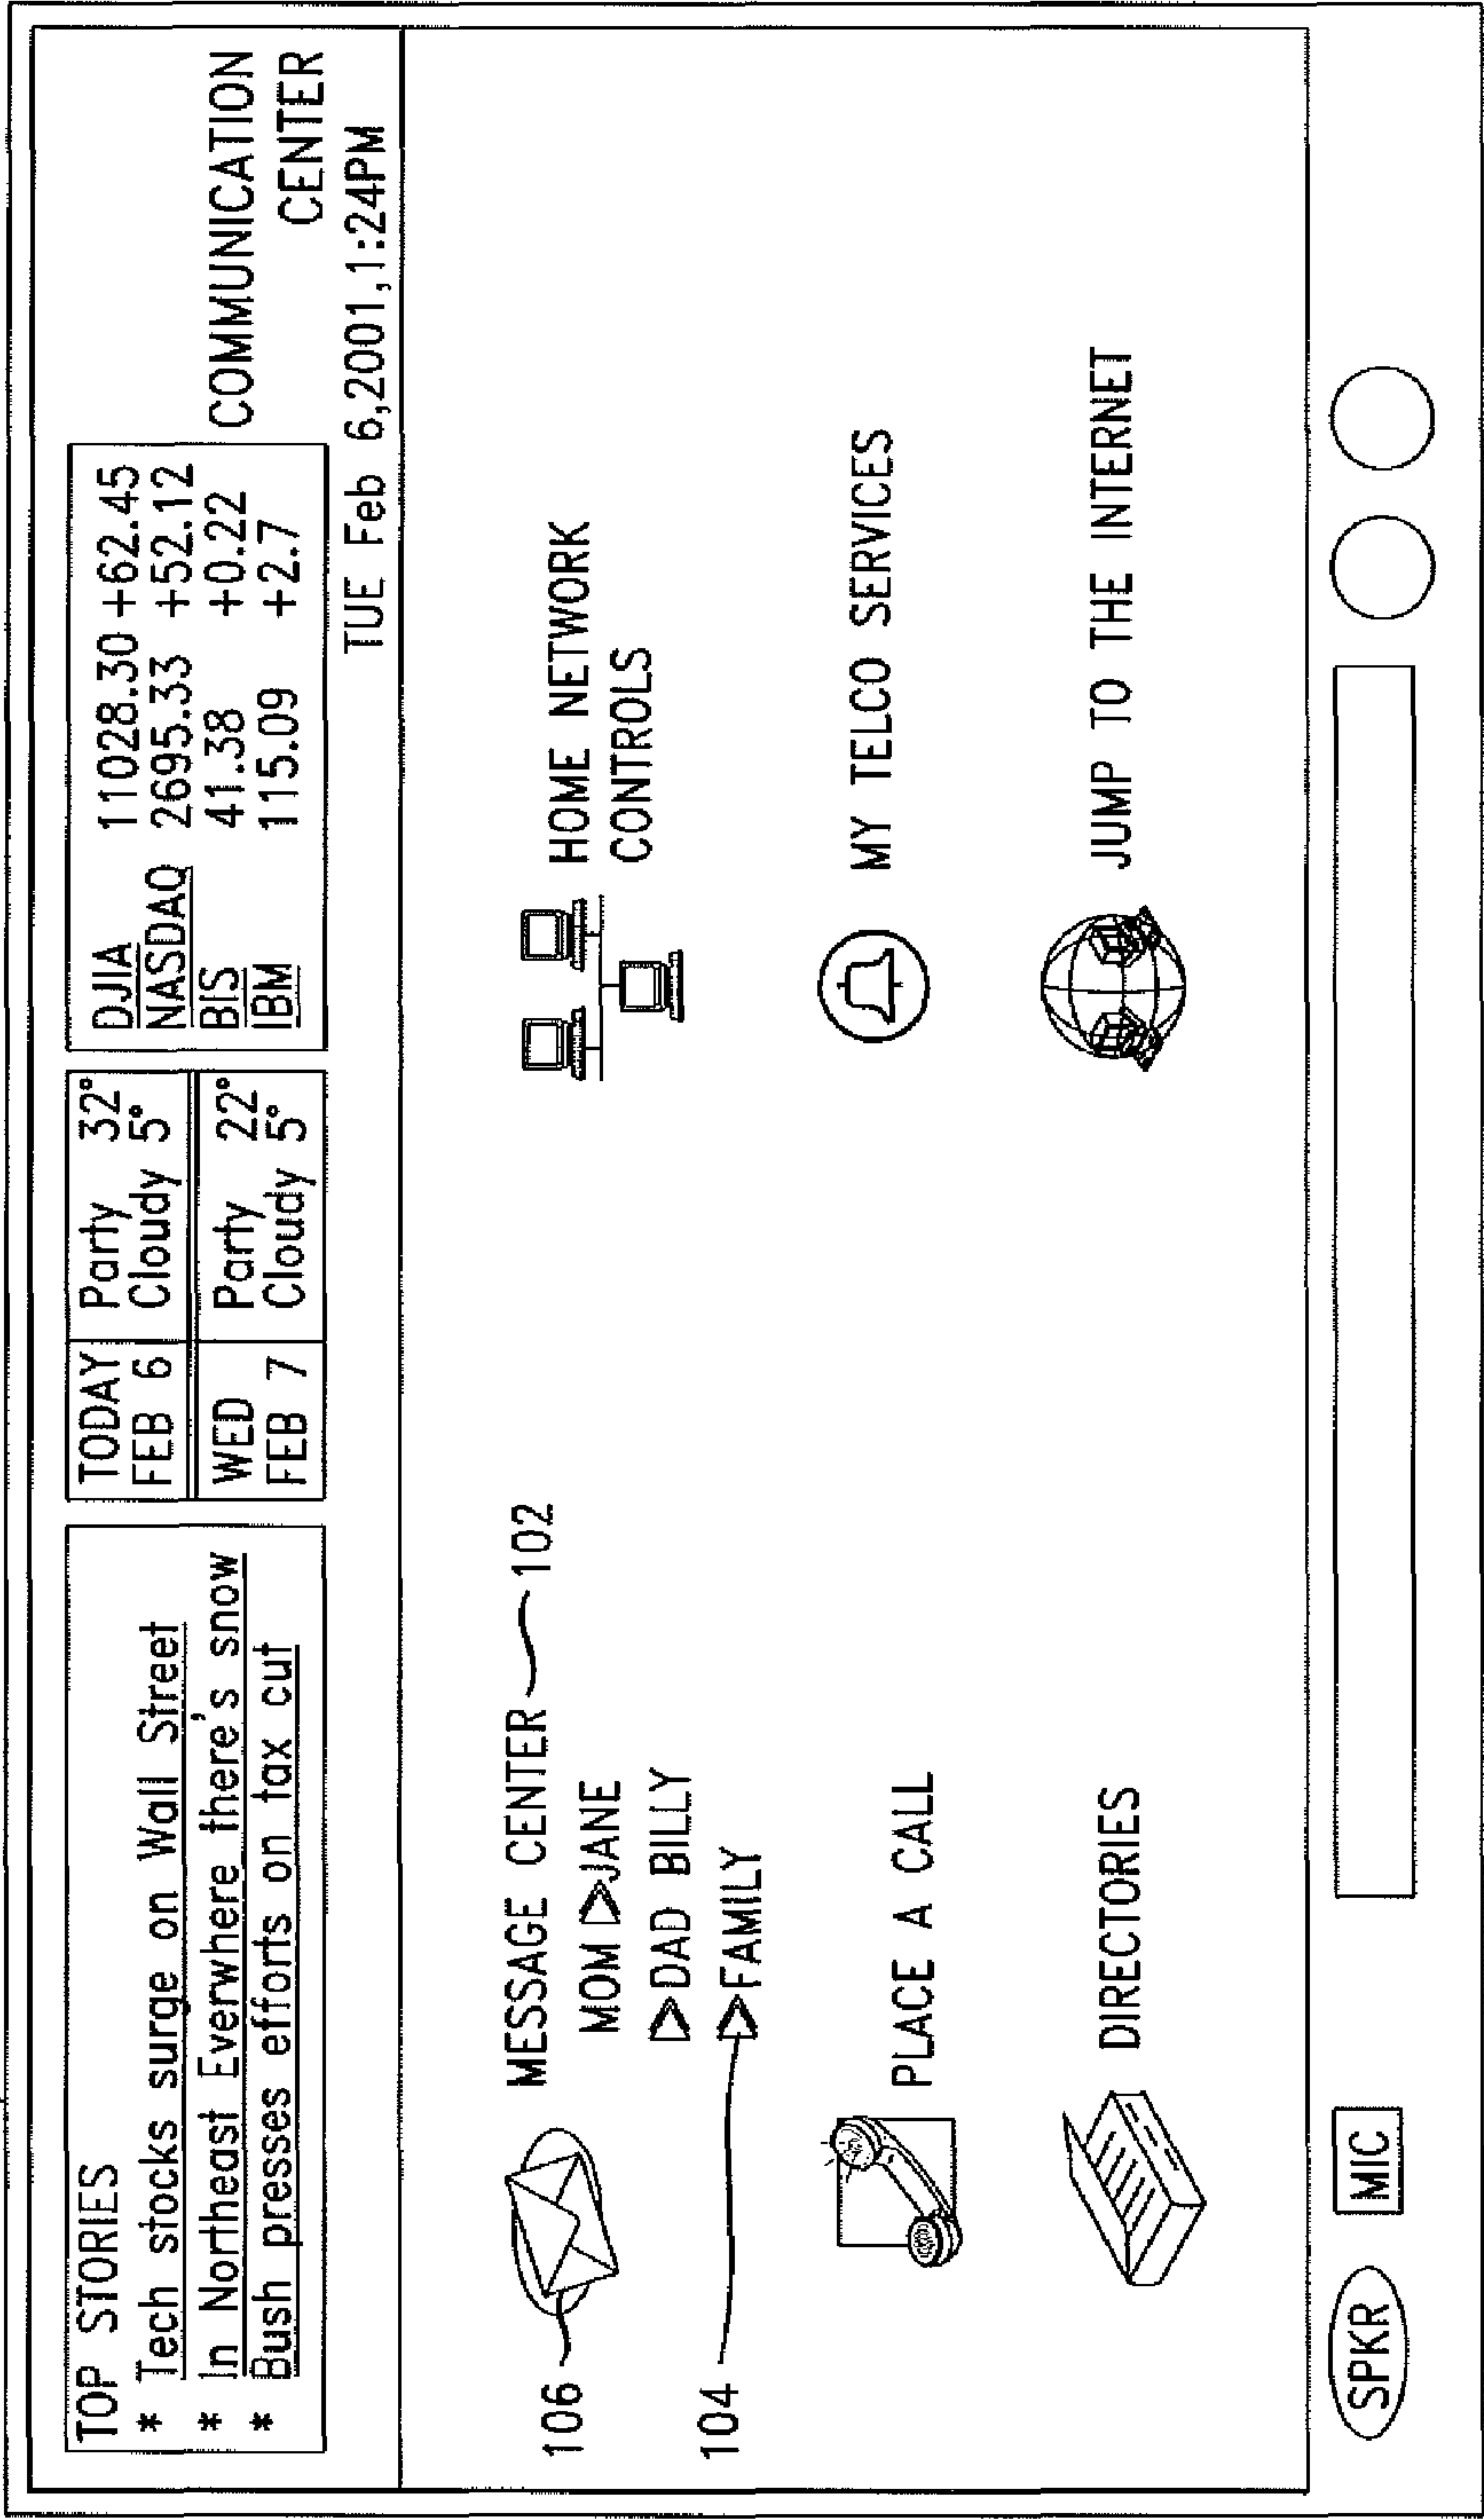 TOP STORIES
* Tech stocks surge on Wall Street
* In Northeast Everwhere there's snow
* Bush presses efforts on tax cut
TODAY Party 32°
FEB 6 Cloudy 5°
WED Party 22°
FEB 7 Cloudy 5°
DJIA 11028.30 +62.45
NASDAQ 2695.33 +52.12
BIS 41.38 +0.22
IBM 115.09 +2.7
COMMUNICATION
CENTER
TUE Feb 6,2001,1:24PM
106
MESSAGE CENTER 102
MOM ▷JANE
▷DAD BILLY
104 ▷FAMILY
PLACE A CALL
DIRECTORIES
HOME NETWORK
CONTROLS
MY TELCO SERVICES
JUMP TO THE INTERNET
SPKR
MIC